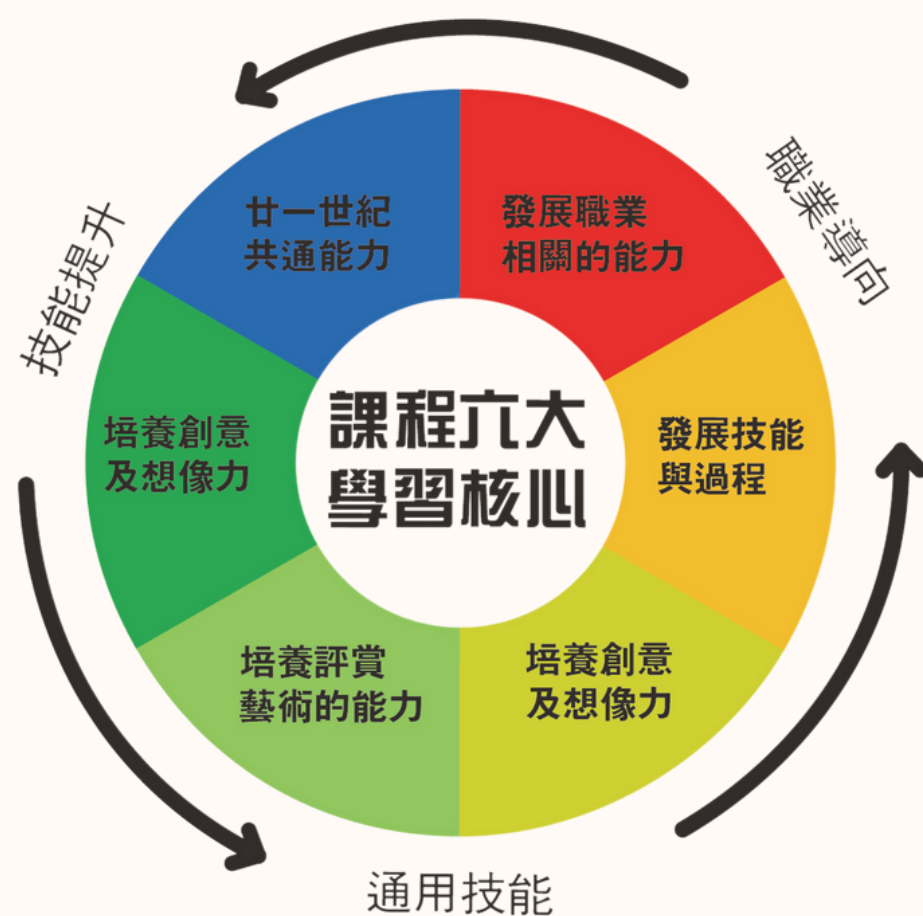 課程六大
學習核心
發展職業
相關的能力
發展技能
與過程
培養創意
及想像力
培養評賞
藝術的能力
培養創意
及想像力
廿一世紀
共通能力
職業導向
通用技能
技能提升